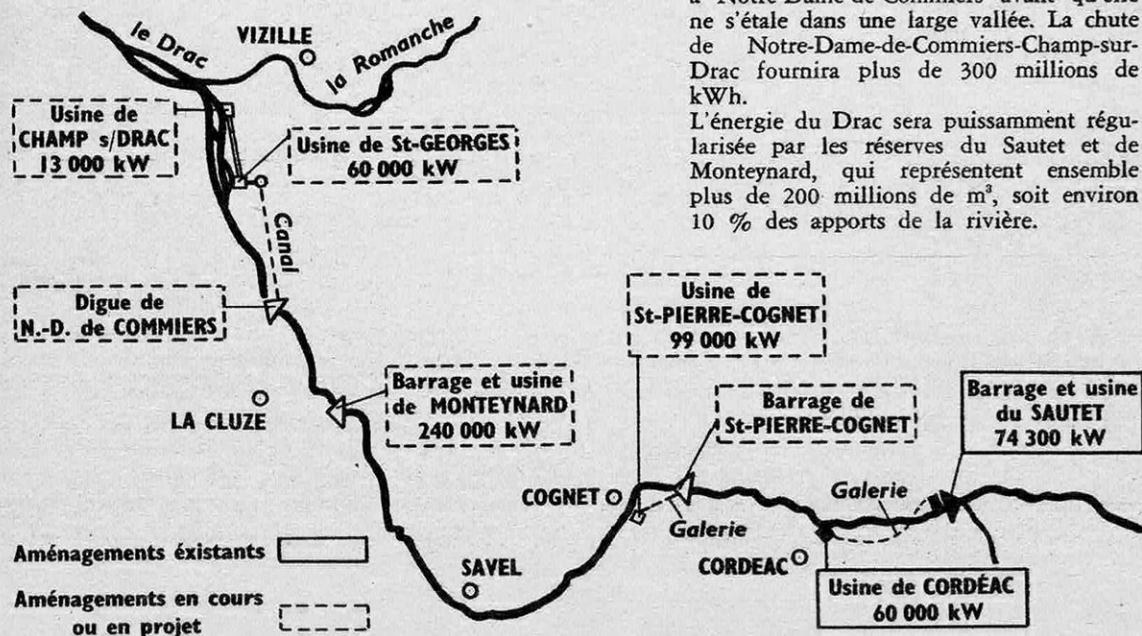 ne s'étale dans une large vallée. La chute
de Notre-Dame-de-Commiers-Champ-sur-
Drac fournira plus de 300 millions de
kWh.
L'énergie du Drac sera puissamment régu-
larisée par les réserves du Sautet et de
Monteynard, qui représentent ensemble
plus de 200 millions de m³, soit environ
10 % des apports de la rivière.
le Drac
VIZILLE
la Romanche
Usine de
CHAMP s/DRAC
13 000 kW
Usine de St-GEORGES
60 000 kW
Canal
Digue de
N.-D. de COMMIERS
Usine de
St-PIERRE-COGNET
99 000 kW
LA CLUZE
Barrage et usine
de MONTEYNARD
240 000 kW
Barrage de
St-PIERRE-COGNET
Barrage et usine
du SAUTET
74 300 kW
COGNET
Galerie
Galerie
CORDEAC
Usine de CORDÉAC
60 000 kW
SAVEL
Aménagements éxistants
Aménagements en cours
ou en projet